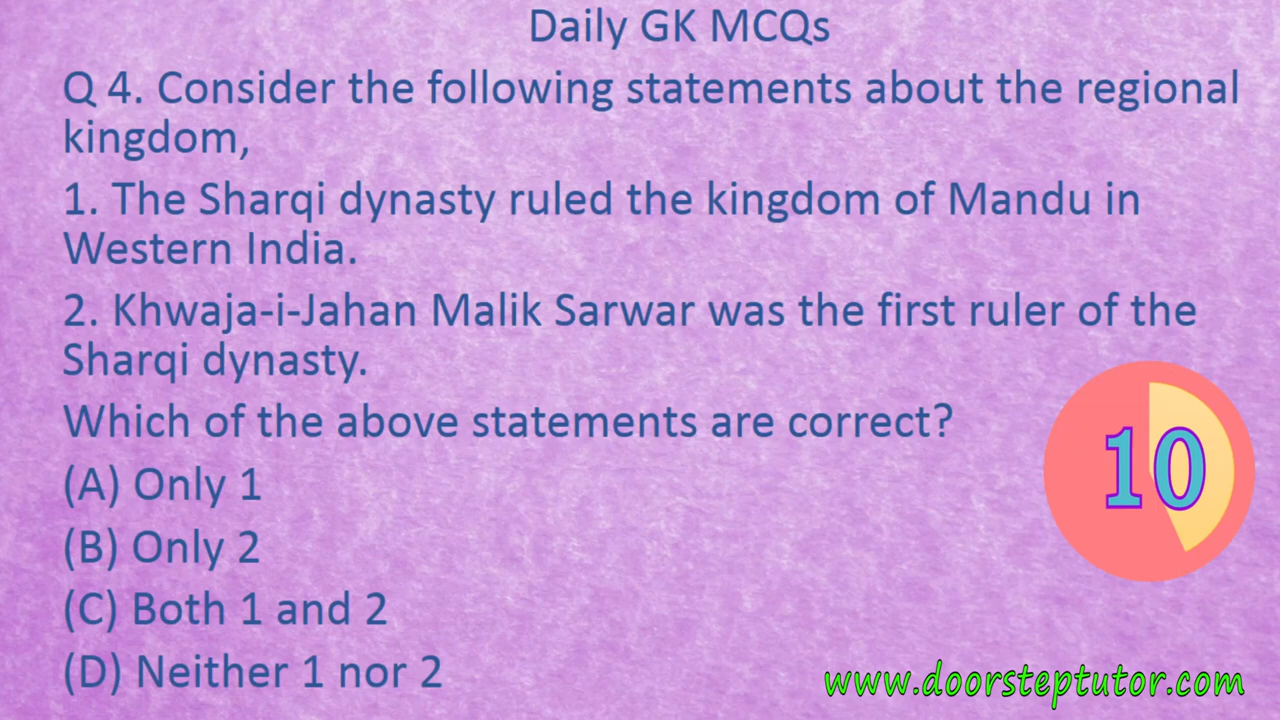 Daily GK MCQs
Q 4. Consider the following statements about the regional
kingdom,
1. The Sharqi dynasty ruled the kingdom of Mandu in
Western India.
2. Khwaja-i-Jahan Malik Sarwar was the first ruler of the
Sharqi dynasty.
Which of the above statements are correct?
(A) Only 1
10
(B) Only 2
(C) Both 1 and 2
(D) Neither 1 nor 2
www.doorsteptutor.com